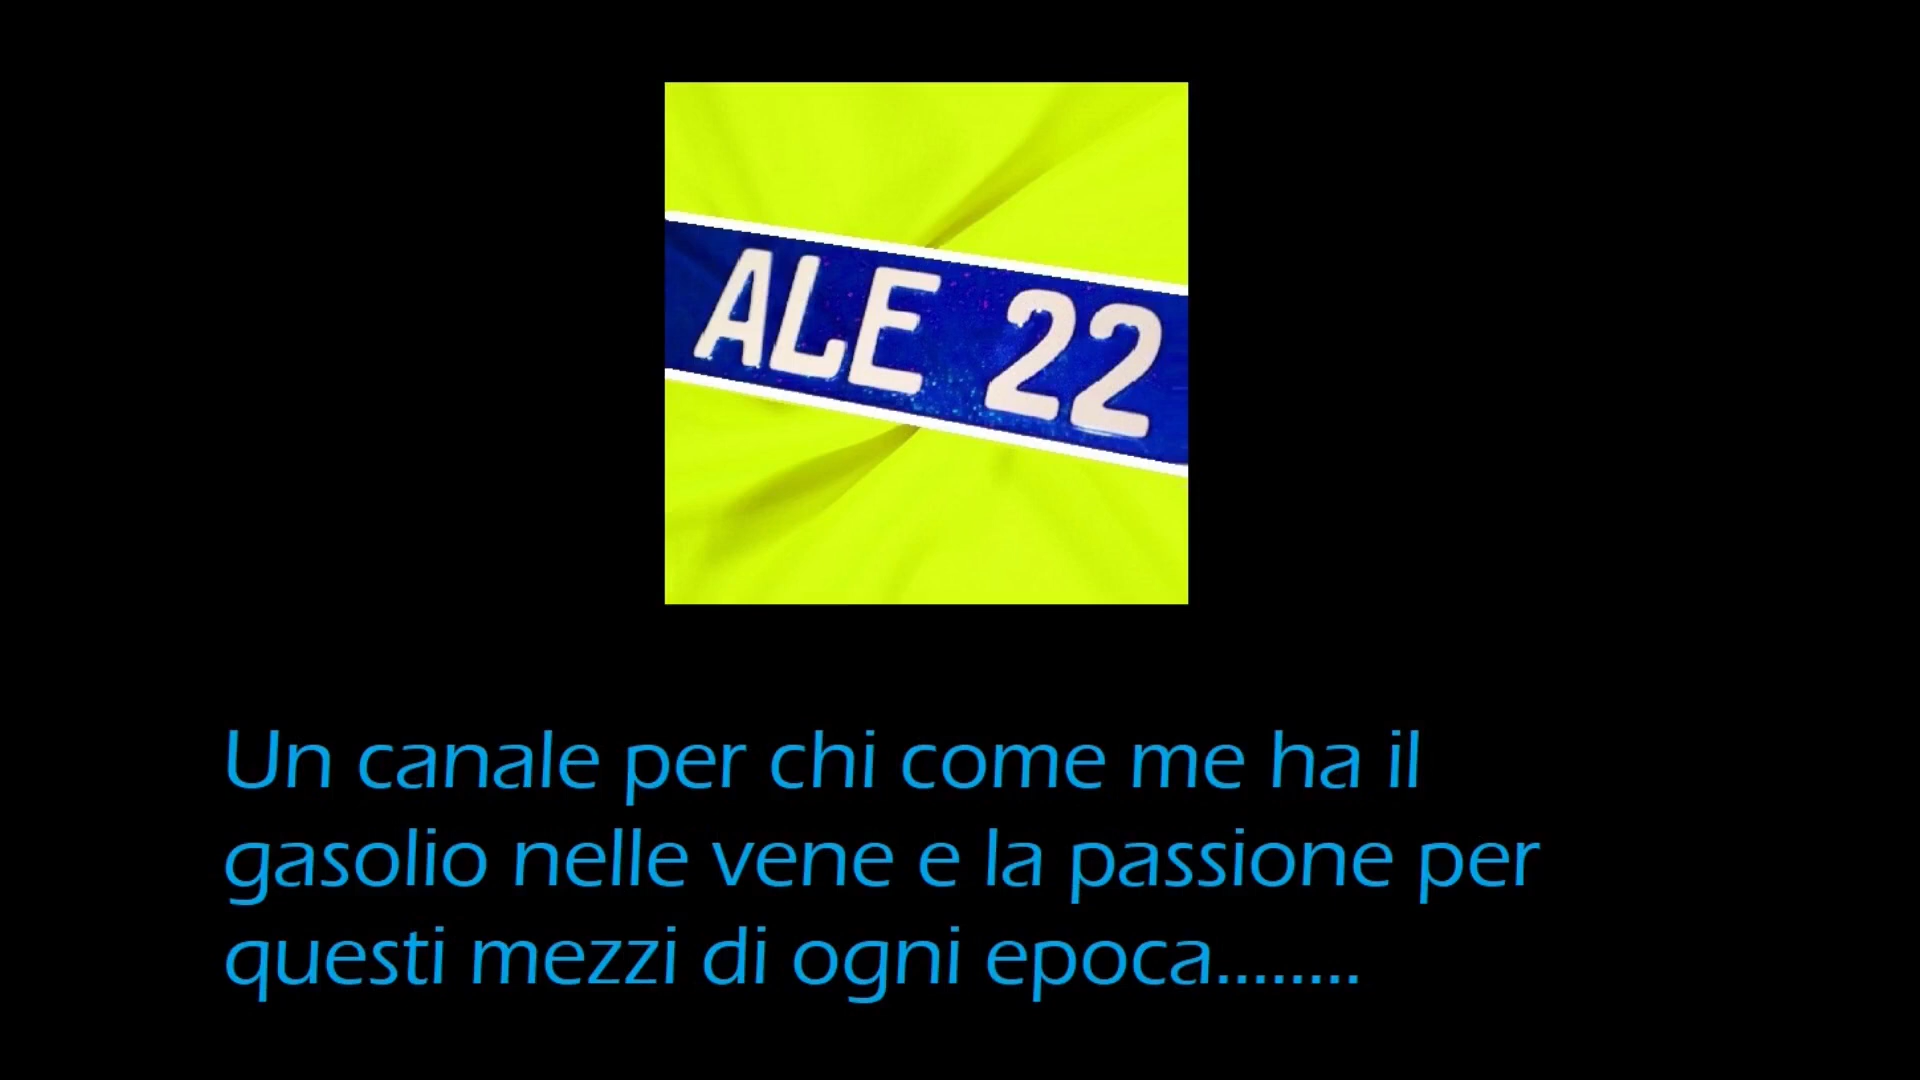 ALE 22
Un canale per chi come me ha il
gasolio nelle vene e la passione per
questi mezzi di ogni epoca........